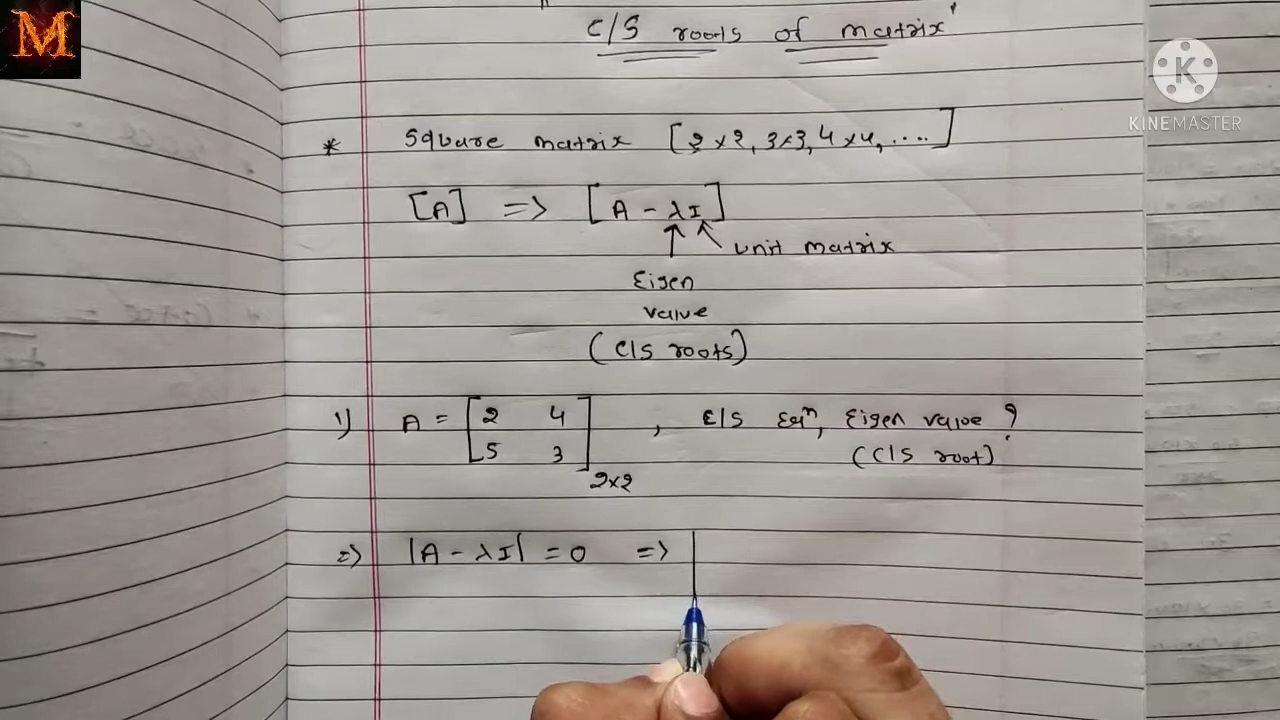 M
C/S roots of matrix"
KINEMASTER
* Square matrix [2×2, 3×3, 4×4, ....]
[A] => [A - λI]
unit matrix
Eigen
value
(C/S roots)
1) A = [2 4
5 3]2×2 , C/S Eqn, Eigen value ?
(C/S root)
=> |A - λI| = 0 =>